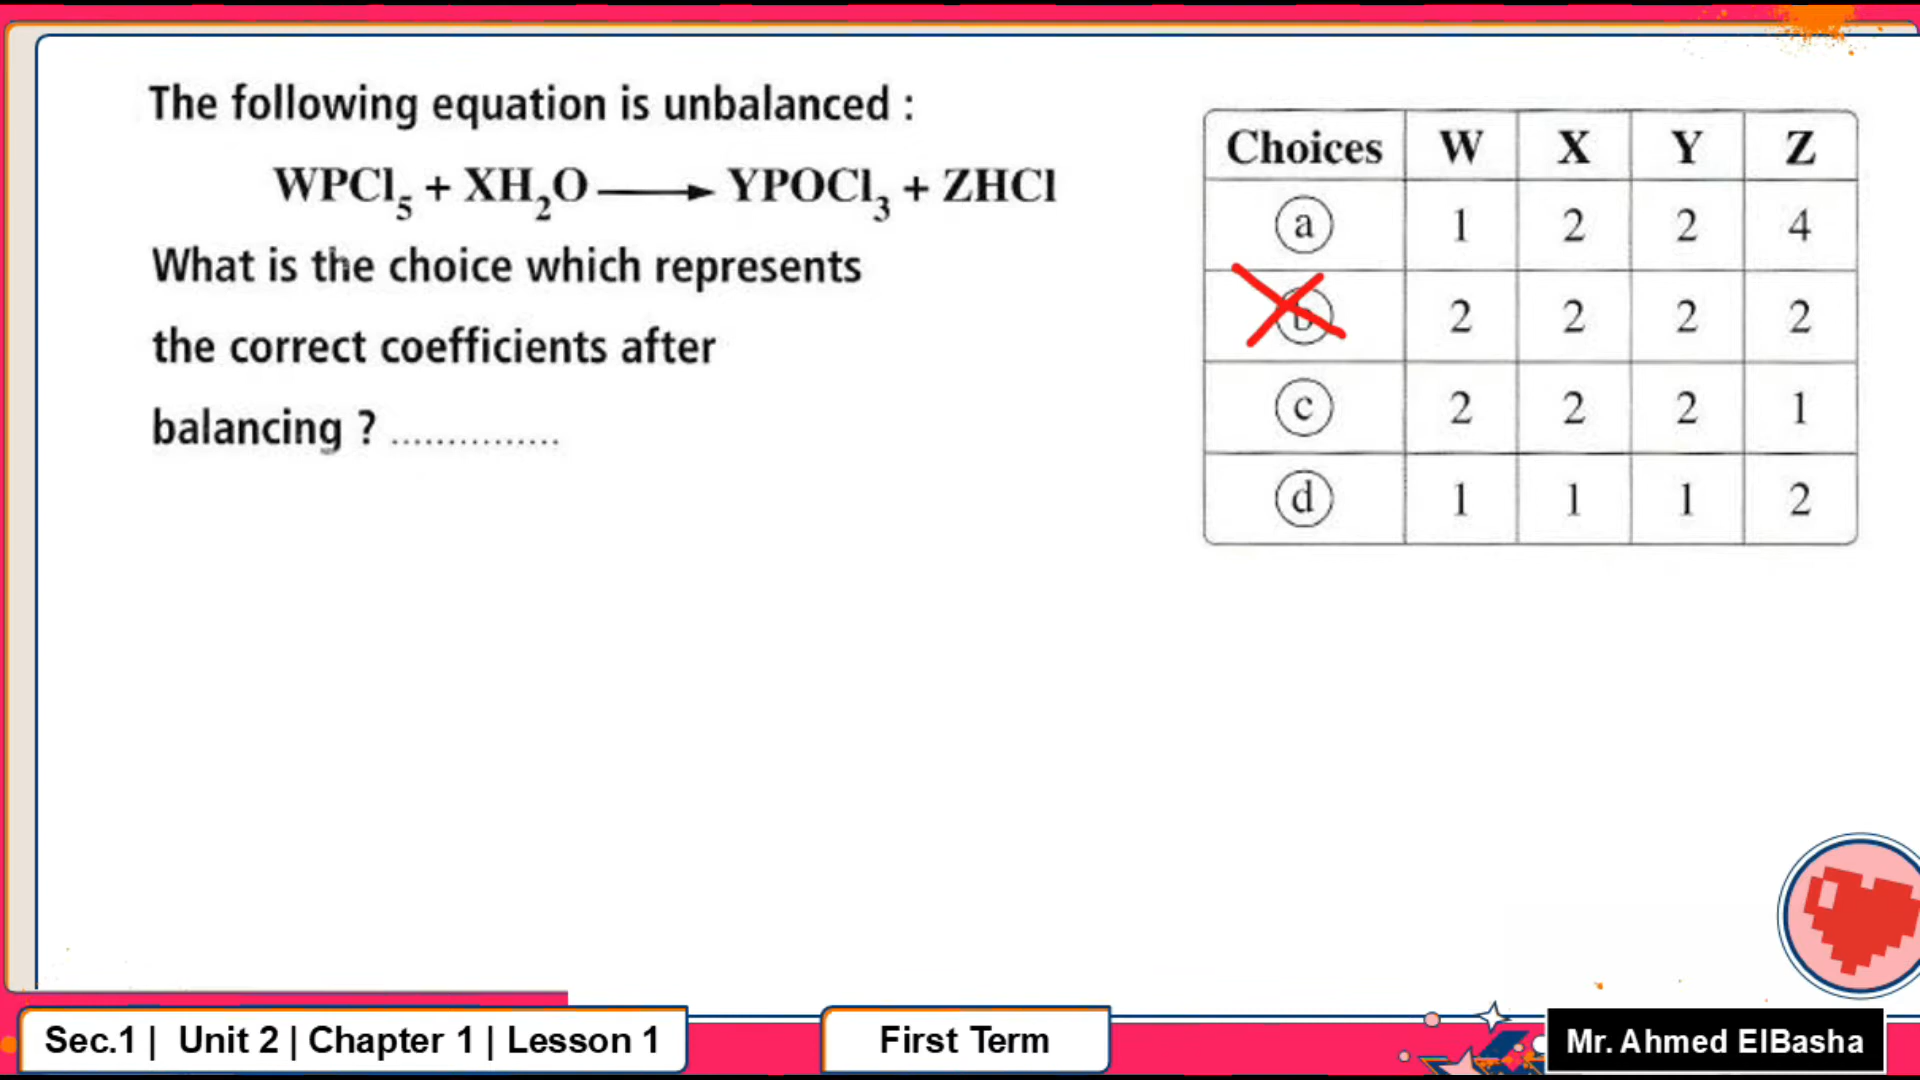 The following equation is unbalanced :
WPCl₅ + XH₂O ⟶ YPOCl₃ + ZHCl
What is the choice which represents
the correct coefficients after
balancing ? ...............
Choices W X Y Z
ⓐ 1 2 2 4
ⓑ 2 2 2 2
ⓒ 2 2 2 1
ⓓ 1 1 1 2
Sec.1 | Unit 2 | Chapter 1 | Lesson 1
First Term
Mr. Ahmed ElBasha